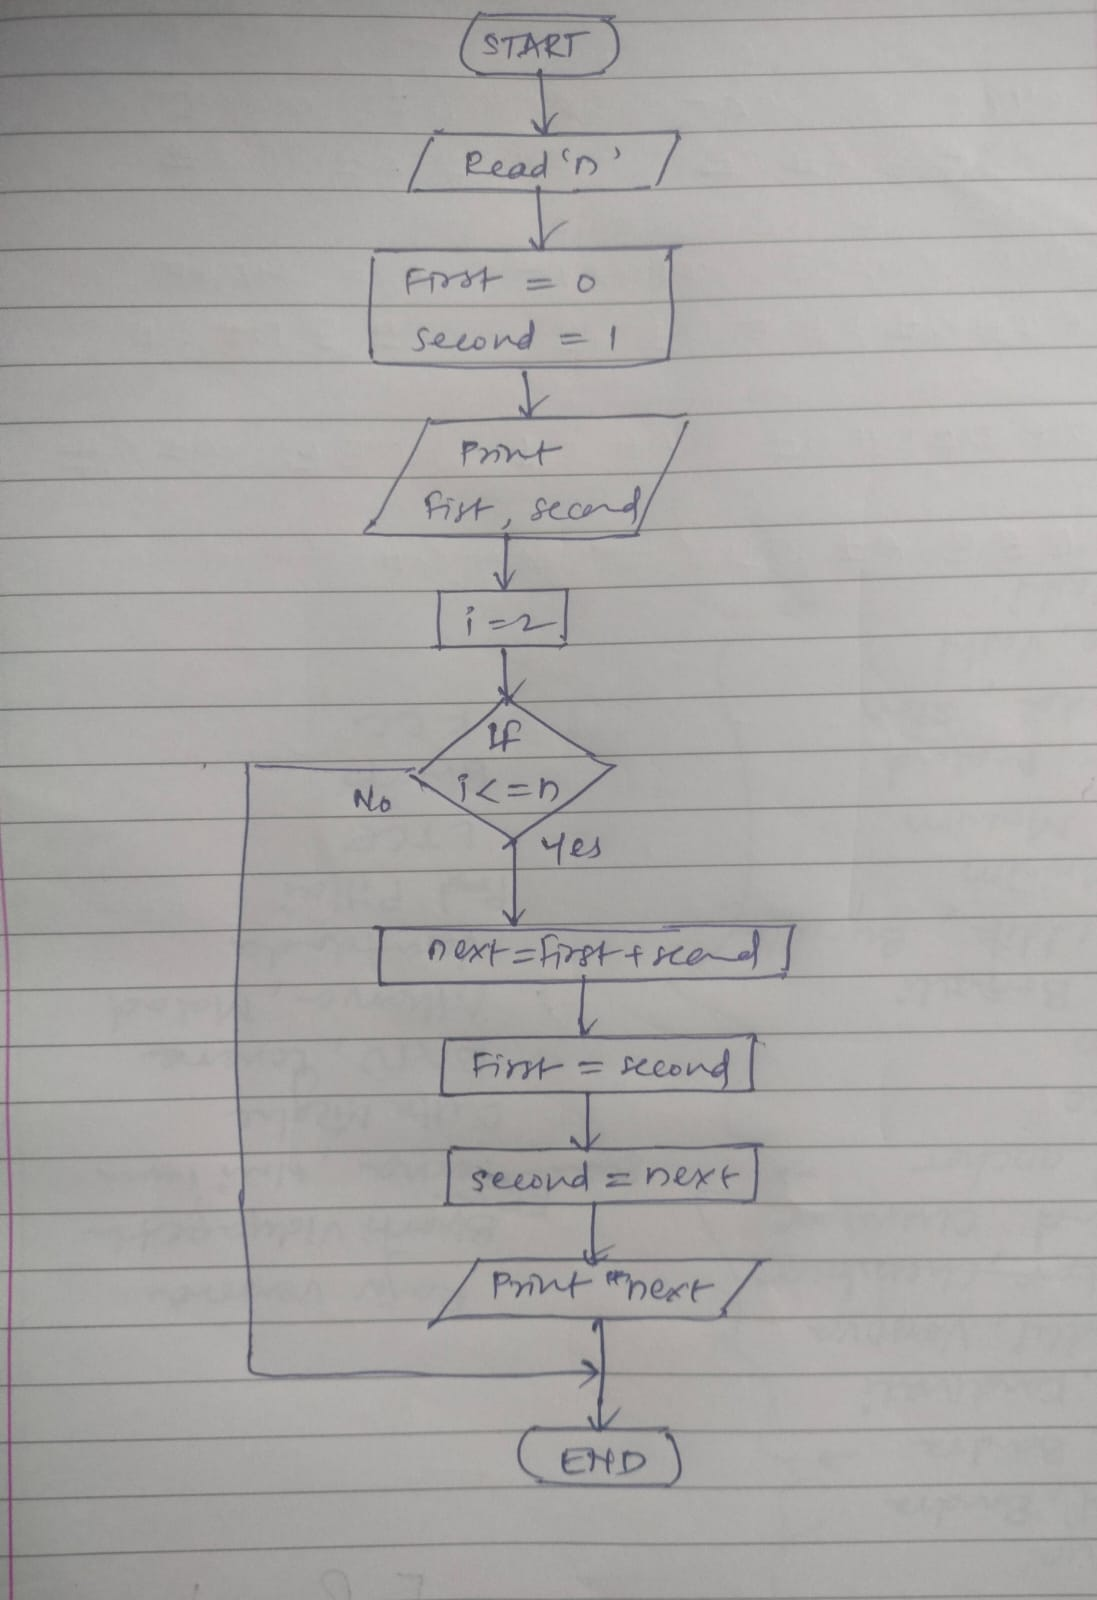 START
Read 'n'
First = 0
second = 1
Print
fist, second
i=2
If
i<=n
No
Yes
next=first+second
First = second
second = next
Print next
END